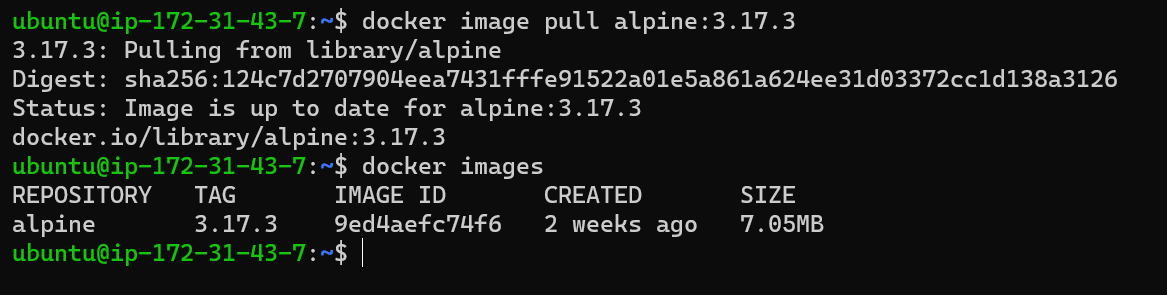 ubuntu@ip-172-31-43-7:~$ docker image pull alpine:3.17.3
3.17.3: Pulling from library/alpine
Digest: sha256:124c7d2707904eea7431fffe91522a01e5a861a624ee31d03372cc1d138a3126
Status: Image is up to date for alpine:3.17.3
docker.io/library/alpine:3.17.3
ubuntu@ip-172-31-43-7:~$ docker images
REPOSITORY   TAG       IMAGE ID       CREATED       SIZE
alpine       3.17.3    9ed4aefc74f6   2 weeks ago   7.05MB
ubuntu@ip-172-31-43-7:~$